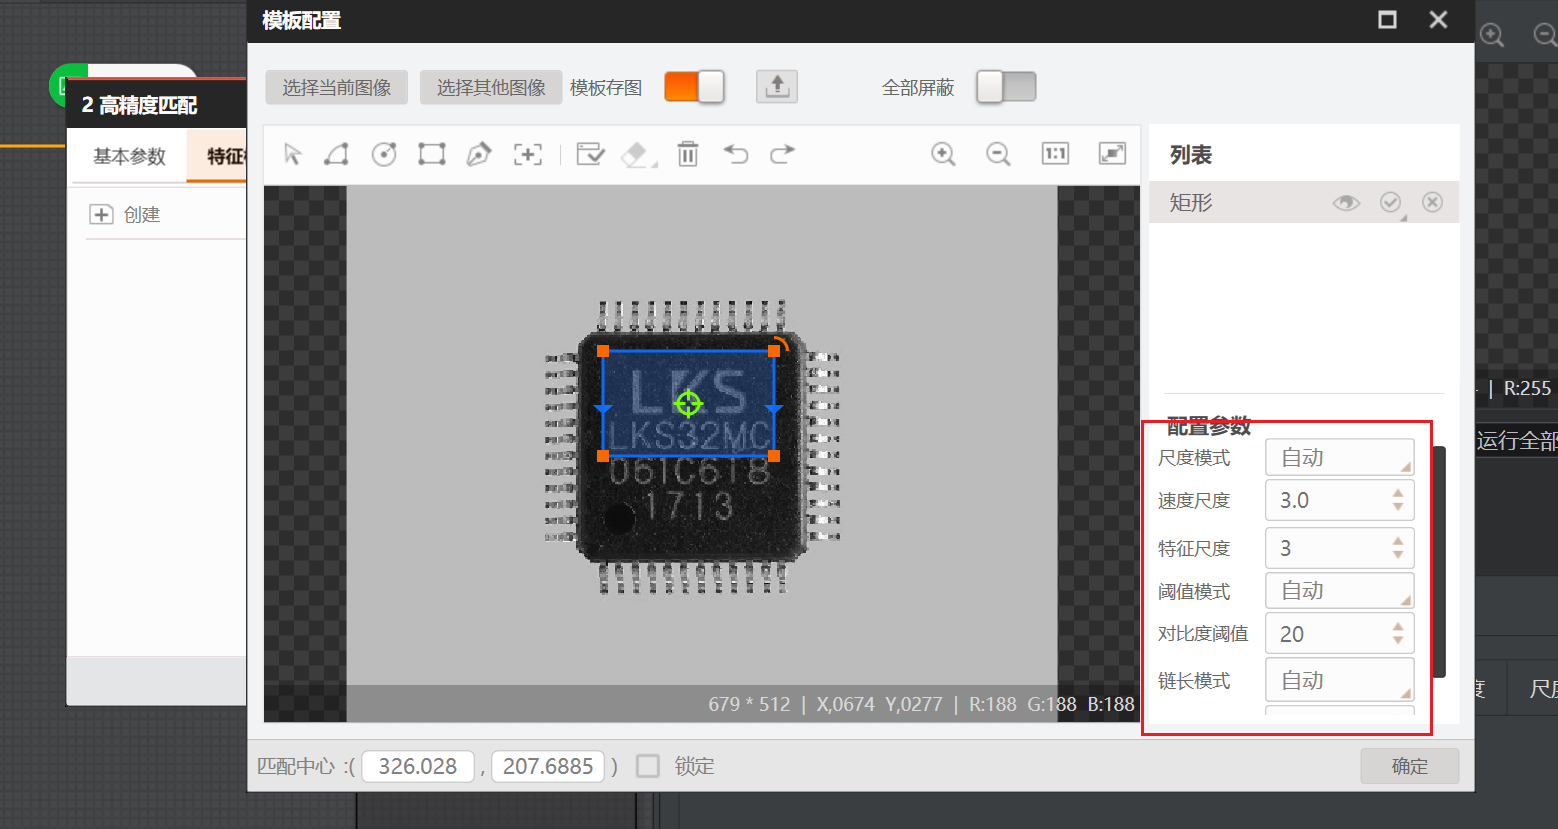 模板配置
选择当前图像 选择其他图像 模板存图 全部屏蔽
2 高精度匹配
基本参数 特征
创建
1:1
列表
矩形
LKS
LKS32MC
061C6T8
1713
R:255
运行全部
配置参数
尺度模式 自动
速度尺度 3.0
特征尺度 3
阈值模式 自动
对比度阈值 20
链长模式 自动
度 尺度
679 * 512 | X,0674 Y,0277 | R:188 G:188 B:188
匹配中心 :( 326.028 , 207.6885 ) 锁定
确定